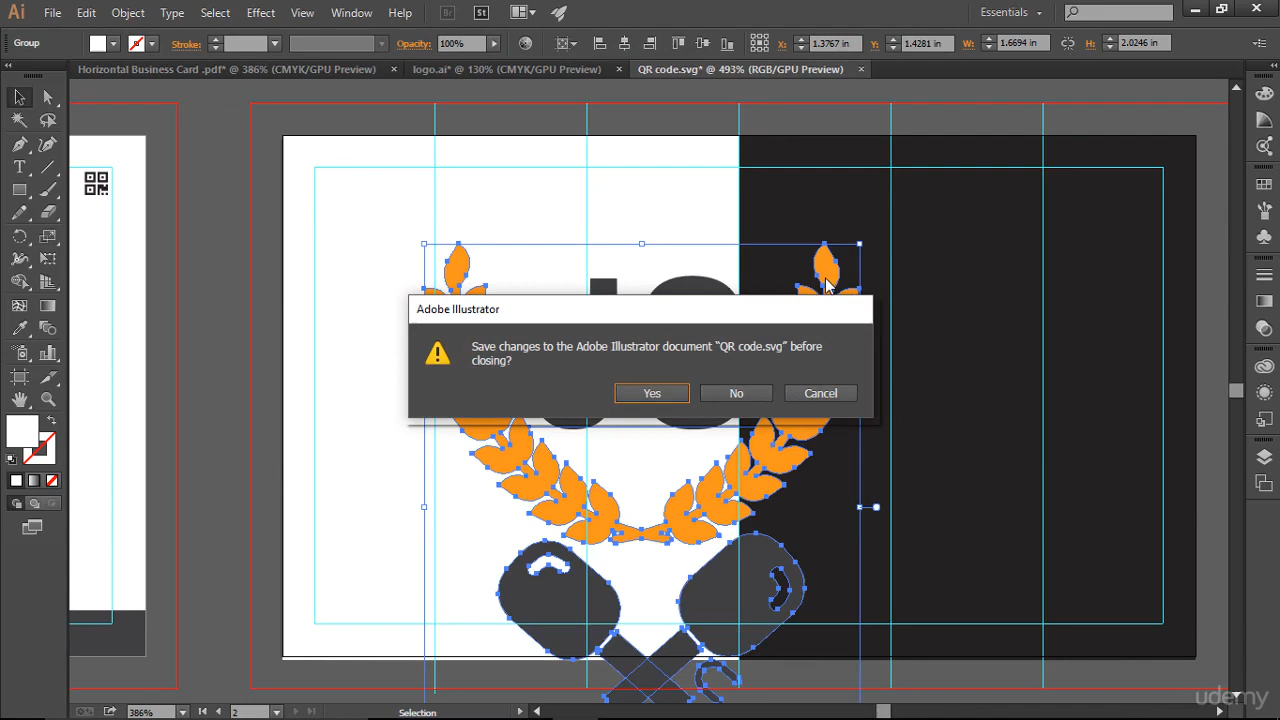 Ai File Edit Object Type Select Effect View Window Help Br St Essentials
Group Stroke: Opacity: 100% X: 1.3767 in Y: 1.4281 in W: 1.6694 in H: 2.0246 in
Horizontal Business Card .pdf* @ 386% (CMYK/GPU Preview) × logo.ai* @ 130% (CMYK/GPU Preview) × QR code.svg* @ 493% (RGB/GPU Preview) ×
Adobe Illustrator
Save changes to the Adobe Illustrator document “QR code.svg” before
closing?
Yes No Cancel
386% 2 Selection
udemy